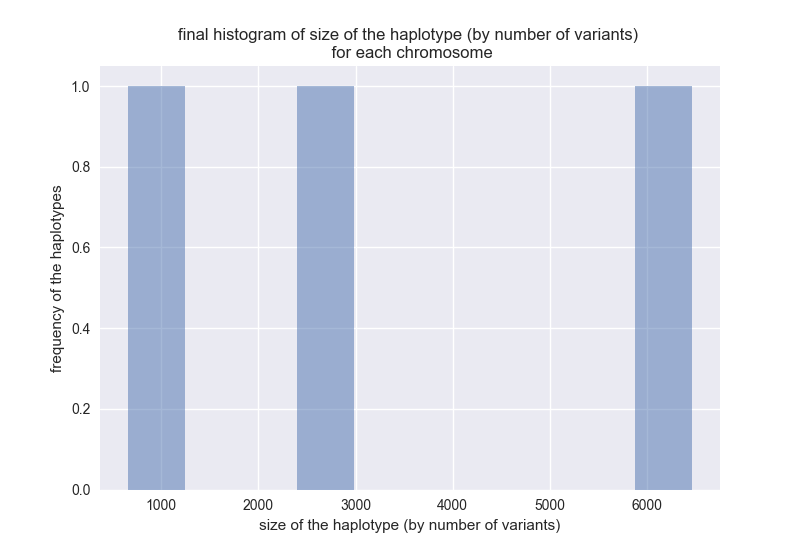 final histogram of size of the haplotype (by number of variants)
for each chromosome
1.0
0.8
0.6
0.4
0.2
0.0
frequency of the haplotypes
1000 2000 3000 4000 5000 6000
size of the haplotype (by number of variants)